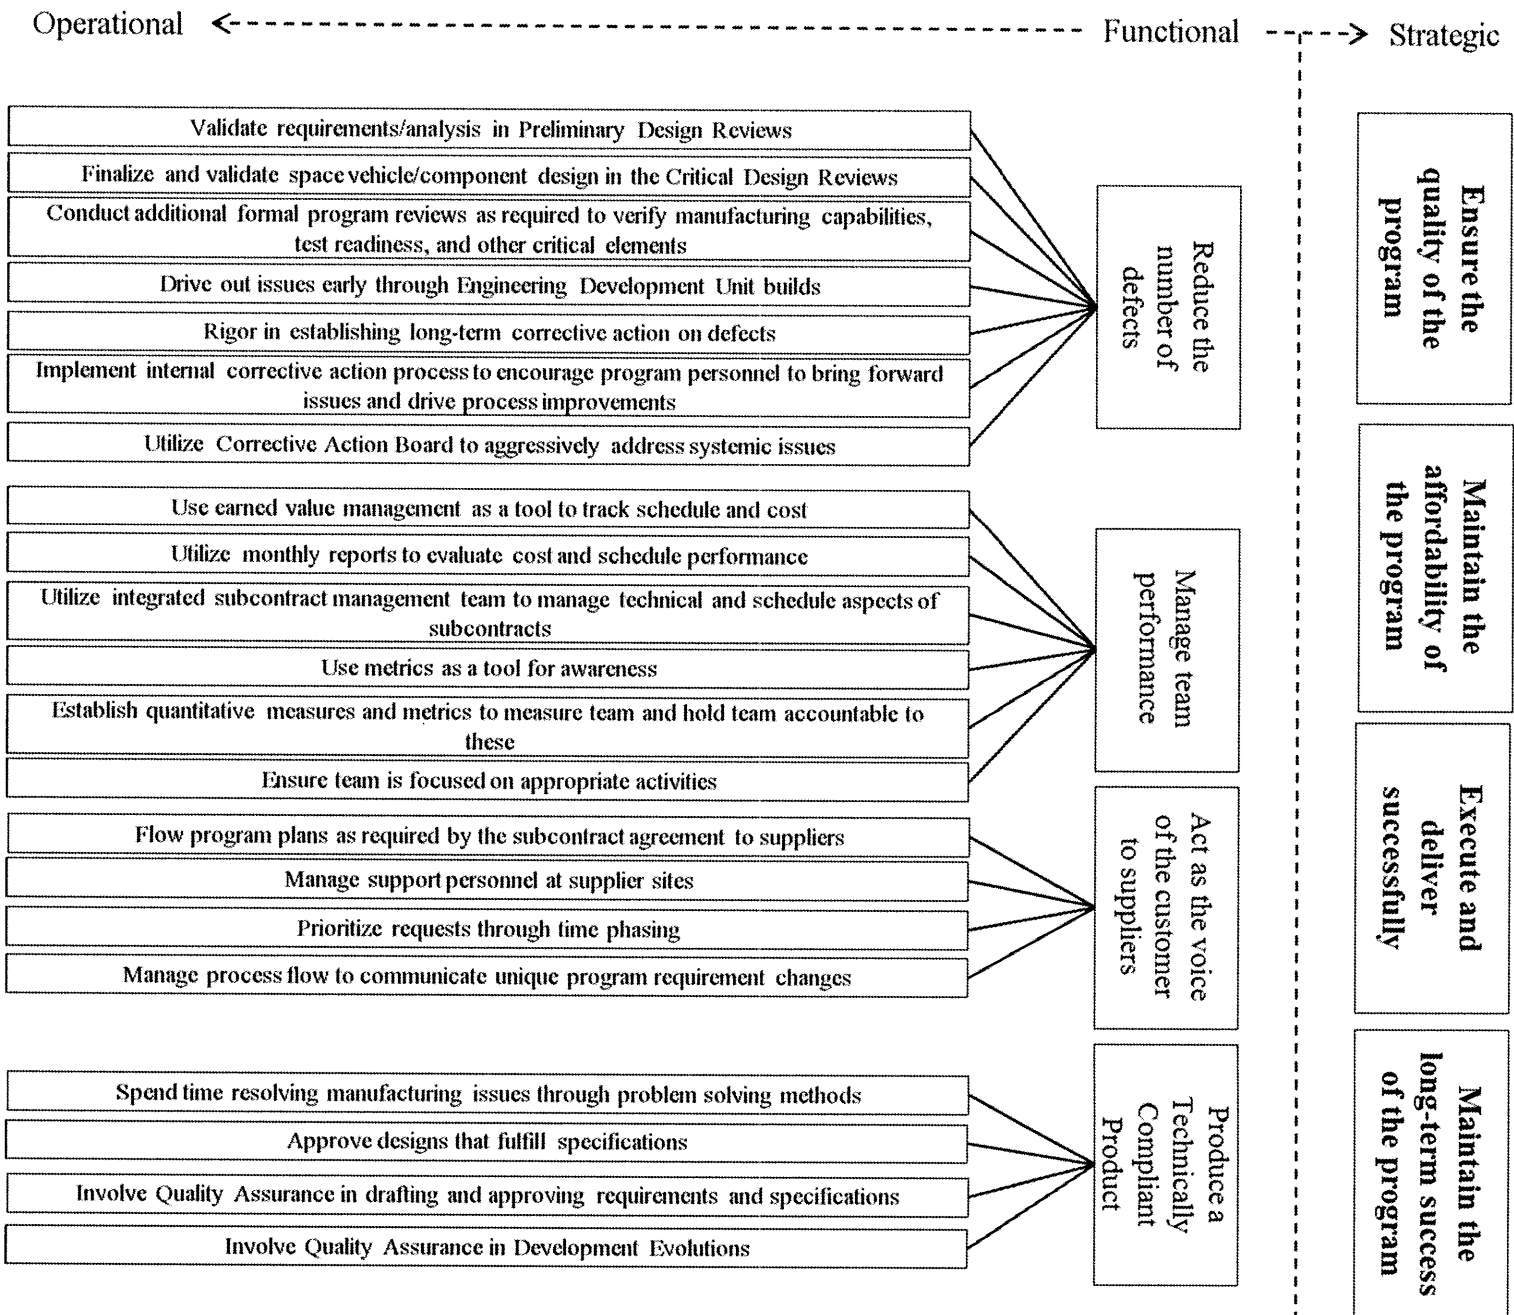 Operational
Functional
Strategic
Validate requirements/analysis in Preliminary Design Reviews
Finalize and validate space vehicle/component design in the Critical Design Reviews
Conduct additional formal program reviews as required to verify manufacturing capabilities,
test readiness, and other critical elements
Drive out issues early through Engineering Development Unit builds
Rigor in establishing long-term corrective action on defects
Implement internal corrective action process to encourage program personnel to bring forward
issues and drive process improvements
Utilize Corrective Action Board to aggressively address systemic issues
Reduce the
number of
defects
Use earned value management as a tool to track schedule and cost
Utilize monthly reports to evaluate cost and schedule performance
Utilize integrated subcontract management team to manage technical and schedule aspects of
subcontracts
Use metrics as a tool for awareness
Establish quantitative measures and metrics to measure team and hold team accountable to
these
Ensure team is focused on appropriate activities
Manage team
performance
Flow program plans as required by the subcontract agreement to suppliers
Manage support personnel at supplier sites
Prioritize requests through time phasing
Manage process flow to communicate unique program requirement changes
Act as the voice
of the customer
to suppliers
Spend time resolving manufacturing issues through problem solving methods
Approve designs that fulfill specifications
Involve Quality Assurance in drafting and approving requirements and specifications
Involve Quality Assurance in Development Evolutions
Produce a
Technically
Compliant
Product
Ensure the
quality of the
program
Maintain the
affordability of
the program
Execute and
deliver
successfully
Maintain the
long-term success
of the program